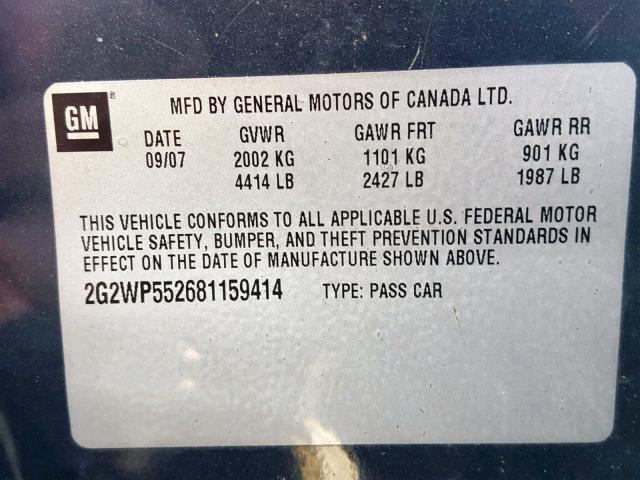 GM
MFD BY GENERAL MOTORS OF CANADA LTD.
DATE GVWR GAWR FRT GAWR RR
09/07 2002 KG 1101 KG 901 KG
4414 LB 2427 LB 1987 LB
THIS VEHICLE CONFORMS TO ALL APPLICABLE U.S. FEDERAL MOTOR
VEHICLE SAFETY, BUMPER, AND THEFT PREVENTION STANDARDS IN
EFFECT ON THE DATE OF MANUFACTURE SHOWN ABOVE.
2G2WP552681159414 TYPE: PASS CAR